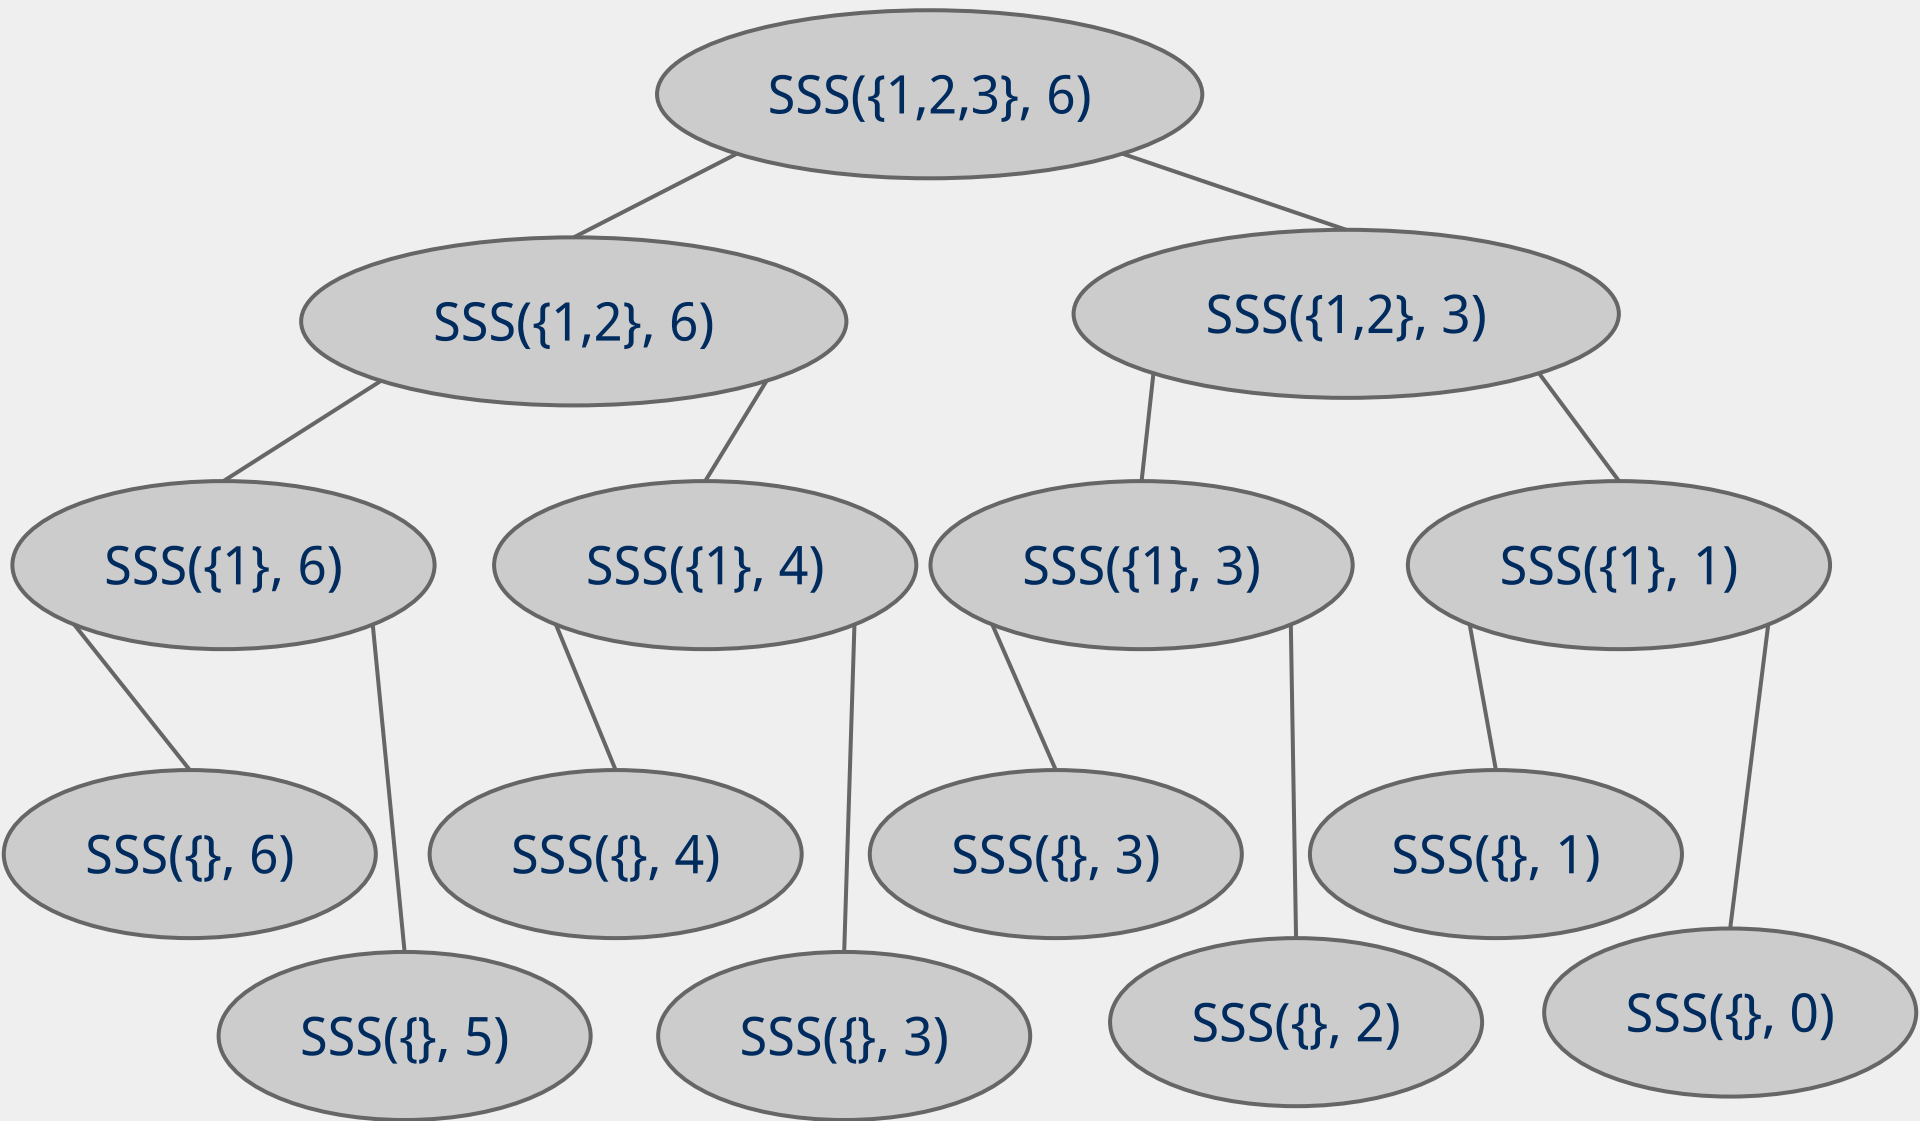 SSS({1,2,3}, 6)
SSS({1,2}, 6)
SSS({1,2}, 3)
SSS({1}, 6)
SSS({1}, 4)
SSS({1}, 3)
SSS({1}, 1)
SSS({}, 6)
SSS({}, 4)
SSS({}, 3)
SSS({}, 1)
SSS({}, 5)
SSS({}, 3)
SSS({}, 2)
SSS({}, 0)